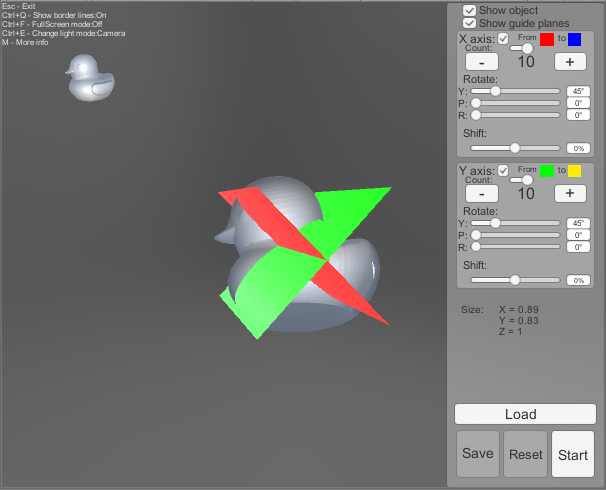 Esc - Exit
Ctrl+Q - Show border lines:On
Ctrl+F - FullScreen mode:Off
Ctrl+E - Change light mode:Camera
M - More info
Show object
Show guide planes
X axis: From to
Count:
- 10 +
Rotate:
Y: 45°
P: 0°
R: 0°
Shift:
0%
Y axis: From to
Count:
- 10 +
Rotate:
Y: 45°
P: 0°
R: 0°
Shift:
0%
Size: X = 0.89
Y = 0.83
Z = 1
Load
Save Reset Start